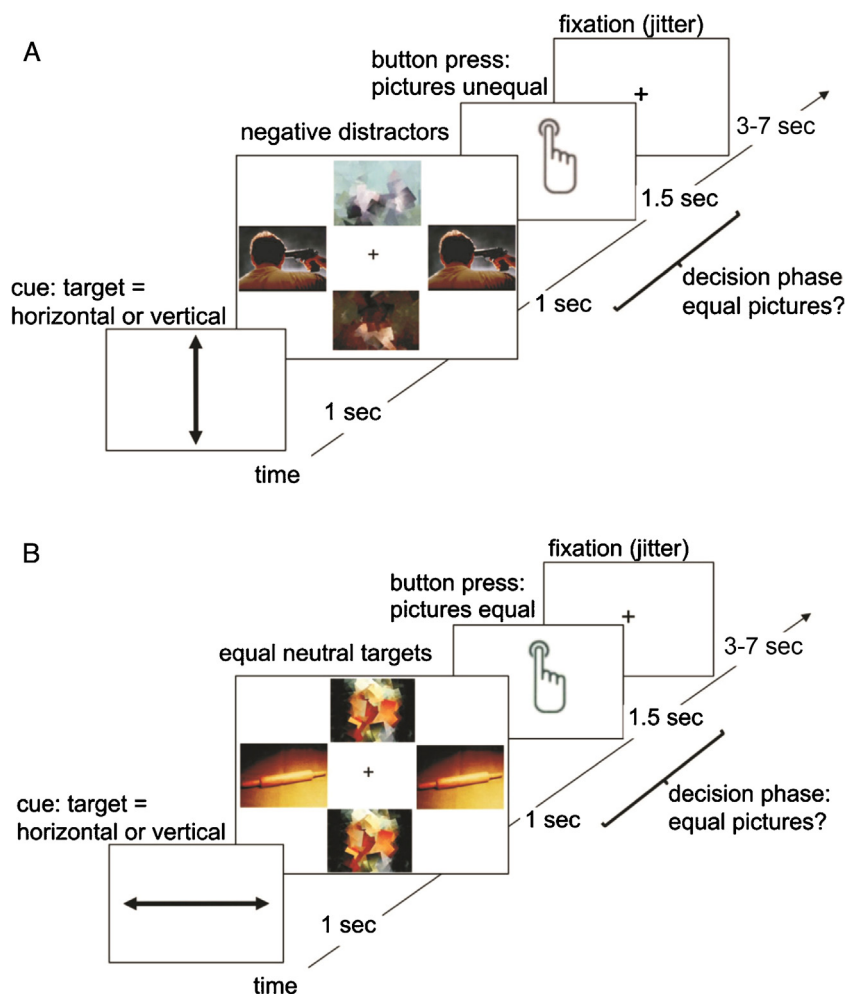 A
fixation (jitter)
button press:
pictures unequal
+
3-7 sec
negative distractors
1.5 sec
+
decision phase
equal pictures?
1 sec
cue: target =
horizontal or vertical
1 sec
time
B
fixation (jitter)
button press:
pictures equal
+
3-7 sec
equal neutral targets
1.5 sec
+
decision phase:
equal pictures?
1 sec
cue: target =
horizontal or vertical
1 sec
time